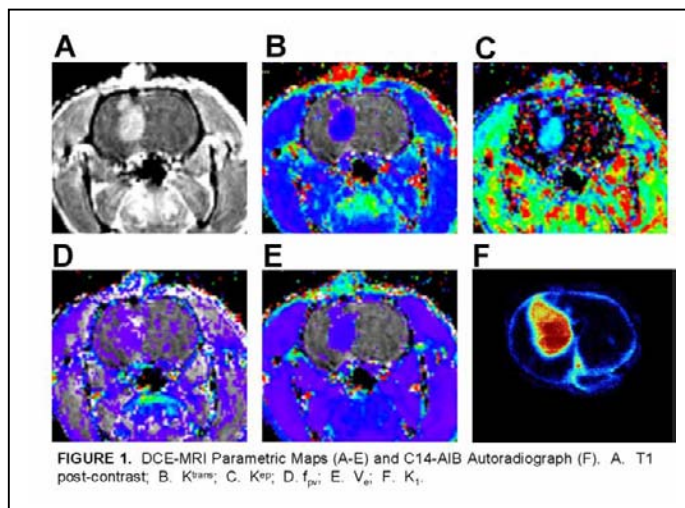 A
B
C
D
E
F
FIGURE 1. DCE-MRI Parametric Maps (A-E) and C14-AIB Autoradiograph (F). A. T1
post-contrast; B. Kᵗʳᵃⁿˢ; C. Kᵉᵖ; D. fₚᵥ; E. Vₑ; F. K₁.